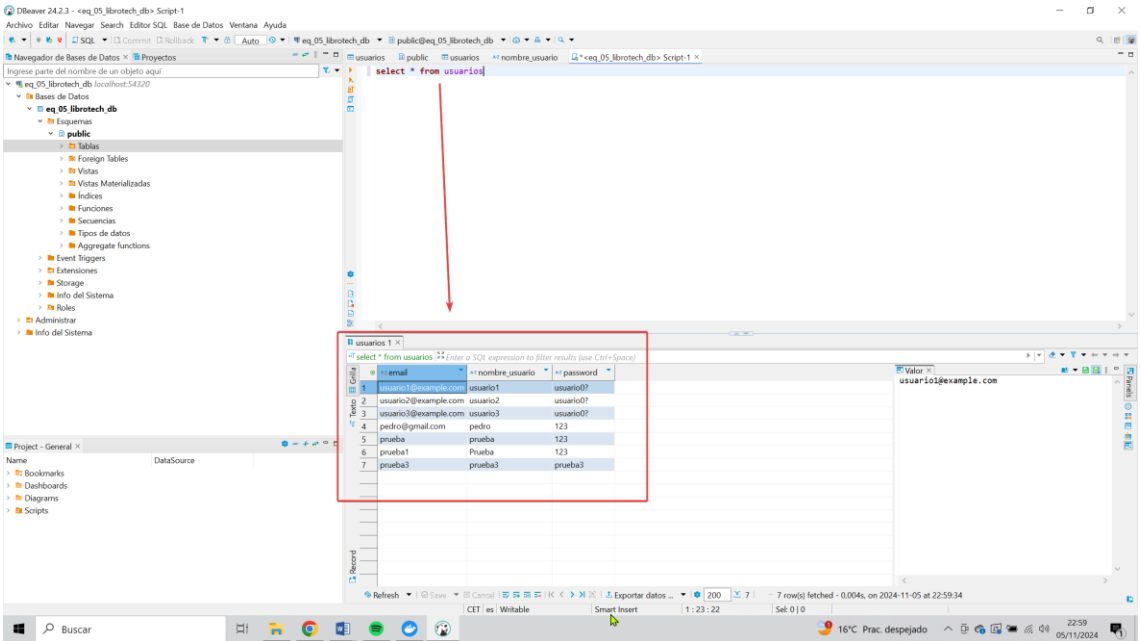 DBeaver 24.2.3 - <eq_05_librotech_db> Script-1
Archivo Editar Navegar Search Editor SQL Base de Datos Ventana Ayuda
SQL Commit Rollback Auto eq_05_librotech_db public@eq_05_librotech_db
Navegador de Bases de Datos Proyectos
usuarios public usuarios nombre_usuario *<eq_05_librotech_db> Script-1
Ingrese parte del nombre de un objeto aquí
select * from usuarios
eq_05_librotech_db localhost:54320
Bases de Datos
eq_05_librotech_db
Esquemas
public
Tablas
Foreign Tables
Vistas
Vistas Materializadas
Índices
Funciones
Secuencias
Tipos de datos
Aggregate functions
Event Triggers
Extensiones
Storage
Info del Sistema
Roles
Administrar
Info del Sistema
Project - General
Name DataSource
Bookmarks
Dashboards
Diagrams
Scripts
usuarios 1
select * from usuarios Enter a SQL expression to filter results (use Ctrl+Space)
Grilla
Texto
Record
email nombre_usuario password
1 usuario1@example.com usuario1 usuario0?
2 usuario2@example.com usuario2 usuario0?
3 usuario3@example.com usuario3 usuario0?
4 pedro@gmail.com pedro 123
5 prueba prueba 123
6 prueba1 Prueba 123
7 prueba3 prueba3 prueba3
Valor
usuario1@example.com
Panels
Refresh Save Cancel Exportar datos ... 200 7 7 row(s) fetched - 0,004s, on 2024-11-05 at 22:59:34
CET es Writable Smart Insert 1 : 23 : 22 Sel: 0 | 0
Buscar
16°C Prac. despejado
22:59
05/11/2024